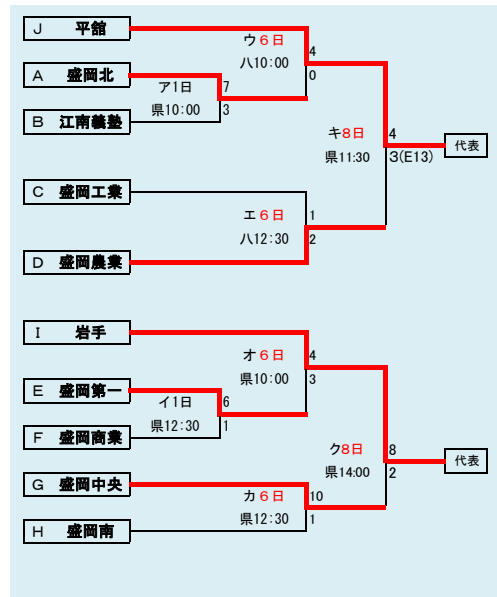 J 平舘
ウ６日
4
八10:00
0
A 盛岡北
ア1日
7
県10:00
3
B 江南義塾
キ8日
4
県11:30
3(E13)
代表
C 盛岡工業
エ６日
1
八12:30
2
D 盛岡農業
I 岩手
オ６日
4
県10:00
3
E 盛岡第一
イ1日
6
県12:30
1
F 盛岡商業
ク8日
8
県14:00
2
代表
G 盛岡中央
カ６日
10
県12:30
1
H 盛岡南